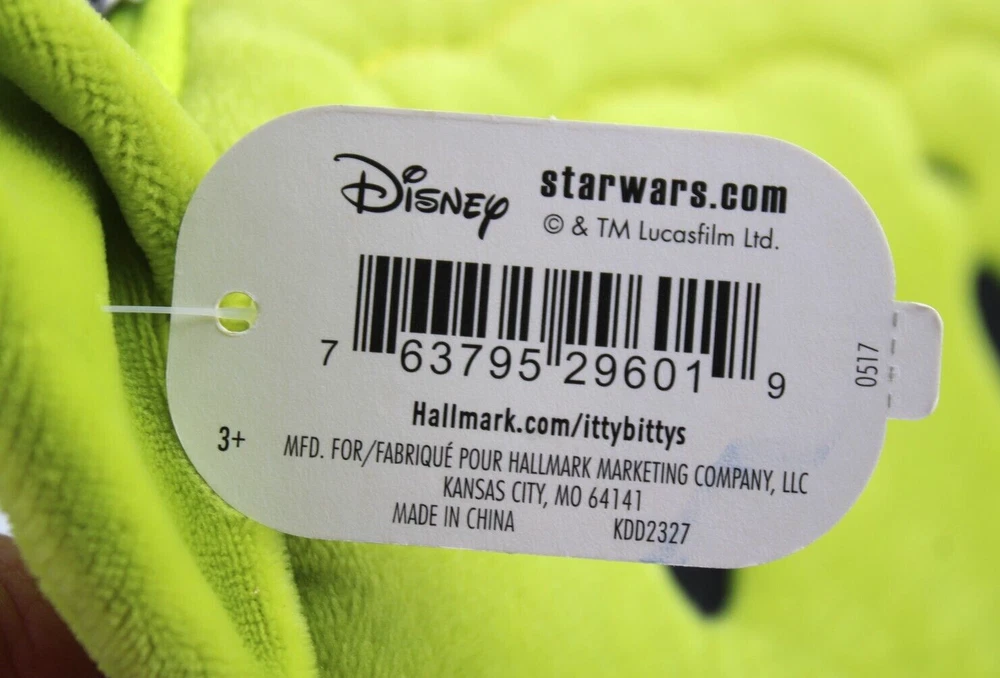 Disney
starwars.com
© & TM Lucasfilm Ltd.
7 63795 29601 9
0517
Hallmark.com/ittybittys
3+
MFD. FOR/FABRIQUÉ POUR HALLMARK MARKETING COMPANY, LLC
KANSAS CITY, MO 64141
MADE IN CHINA KDD2327